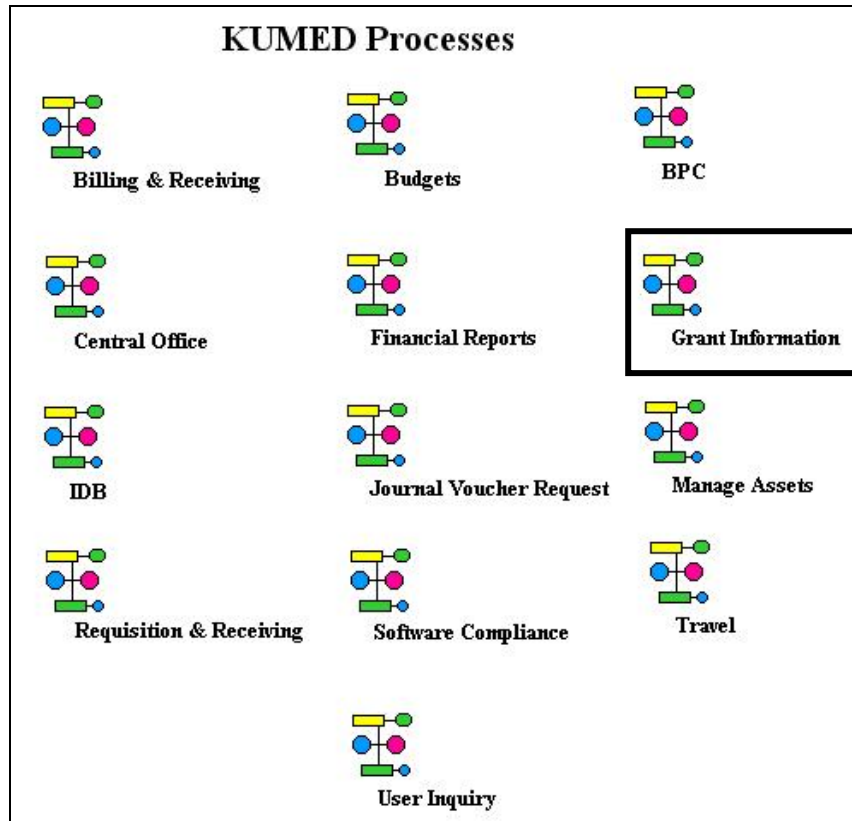 KUMED Processes
Billing & Receiving
Budgets
BPC
Central Office
Financial Reports
Grant Information
IDB
Journal Voucher Request
Manage Assets
Requisition & Receiving
Software Compliance
Travel
User Inquiry